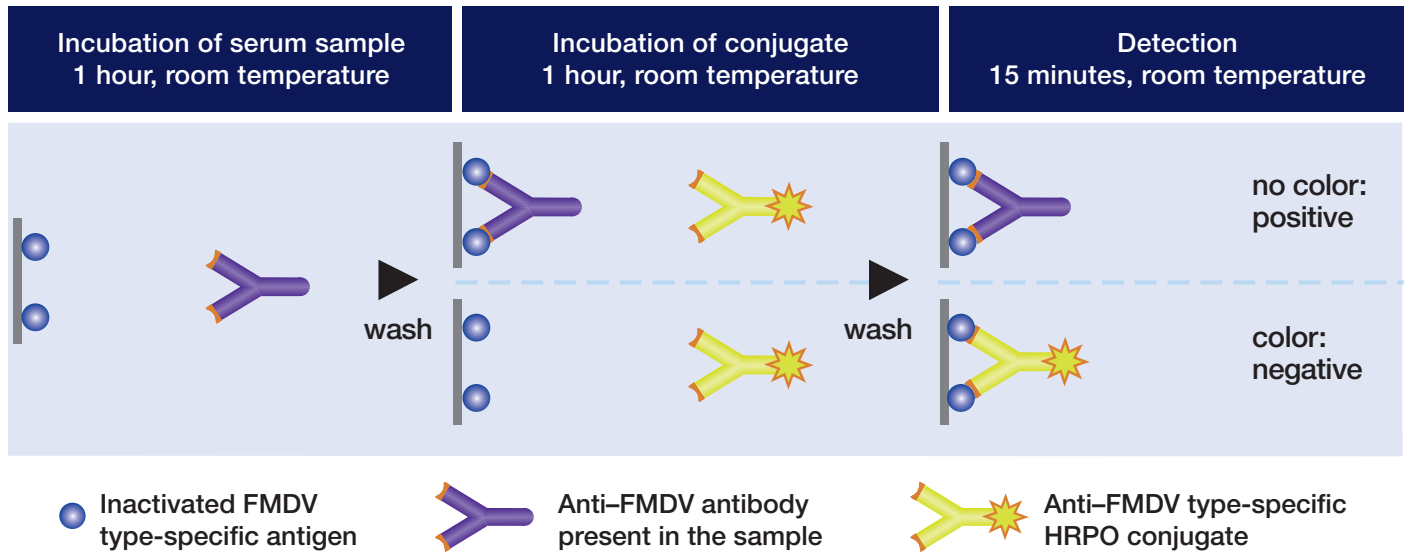 Incubation of serum sample
1 hour, room temperature
Incubation of conjugate
1 hour, room temperature
Detection
15 minutes, room temperature
wash
wash
no color:
positive
color:
negative
Inactivated FMDV
type-specific antigen
Anti–FMDV antibody
present in the sample
Anti–FMDV type-specific
HRPO conjugate